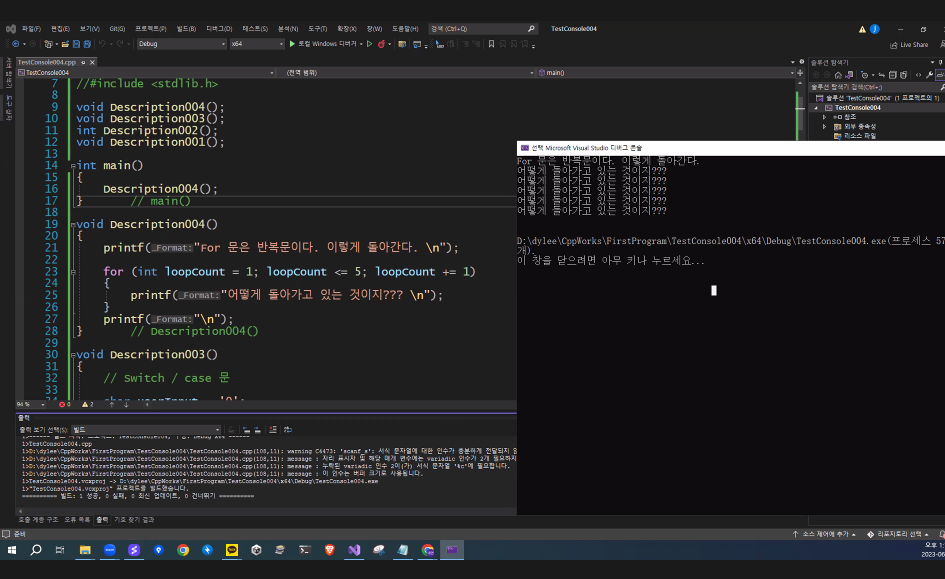 파일(F) 편집(E) 보기(V) Git(G) 프로젝트(P) 빌드(B) 디버그(D) 테스트(S) 분석(N) 도구(T) 확장(X) 창(W) 도움말(H) 검색 (Ctrl+Q) TestConsole004
Debug x64 로컬 Windows 디버거 Live Share
TestConsole004.cpp
TestConsole004 (전역 범위) main()
7 //#include <stdlib.h>
8
9 void Description004();
10 void Description003();
11 int Description002();
12 void Description001();
13
14 int main()
15 {
16 Description004();
17 } // main()
18
19 void Description004()
20 {
21 printf(_Format:"For 문은 반복문이다. 이렇게 돌아간다. \n");
22
23 for (int loopCount = 1; loopCount <= 5; loopCount += 1)
24 {
25 printf(_Format:"어떻게 돌아가고 있는 것이지??? \n");
26 }
27 printf(_Format:"\n");
28 } // Description004()
29
30 void Description003()
31 {
32 // Switch / case 문
33
94 % 0 2
솔루션 탐색기
솔루션 탐색기 검색(Ctrl+;)
솔루션 'TestConsole004' (1 프로젝트의 1)
TestConsole004
참조
외부 종속성
리소스 파일
선택 Microsoft Visual Studio 디버그 콘솔
For 문은 반복문이다. 이렇게 돌아간다.
어떻게 돌아가고 있는 것이지???
어떻게 돌아가고 있는 것이지???
어떻게 돌아가고 있는 것이지???
어떻게 돌아가고 있는 것이지???
어떻게 돌아가고 있는 것이지???
D:\dylee\CppWorks\FirstProgram\TestConsole004\x64\Debug\TestConsole004.exe(프로세스 57
개).
이 창을 닫으려면 아무 키나 누르세요...
출력
출력 보기 선택(S): 빌드
1>TestConsole004.cpp
1>D:\dylee\CppWorks\FirstProgram\TestConsole004\TestConsole004.cpp(108,11): warning C4473: 'scanf_s': 서식 문자열에 대한 인수가 충분하게 전달되지 않
1>D:\dylee\CppWorks\FirstProgram\TestConsole004\TestConsole004.cpp(108,11): message : 자리 표시자 및 해당 매개 변수에는 variadic 인수가 2개 필요하지
1>D:\dylee\CppWorks\FirstProgram\TestConsole004\TestConsole004.cpp(108,11): message : 누락된 variadic 인수 2이(가) 서식 문자열 '%c'에 필요합니다.
1>D:\dylee\CppWorks\FirstProgram\TestConsole004\TestConsole004.cpp(108,11): message : 이 인수는 버퍼 크기로 사용됩니다.
1>TestConsole004.vcxproj -> D:\dylee\CppWorks\FirstProgram\TestConsole004\x64\Debug\TestConsole004.exe
1>"TestConsole004.vcxproj" 프로젝트를 빌드했습니다.
========== 빌드: 1 성공, 0 실패, 0 최신 업데이트, 0 건너뛰기 ==========
호출 계층 구조 오류 목록 출력 기호 찾기 결과
준비 소스 제어에 추가 리포지토리 선택
오후 1:
2023-06